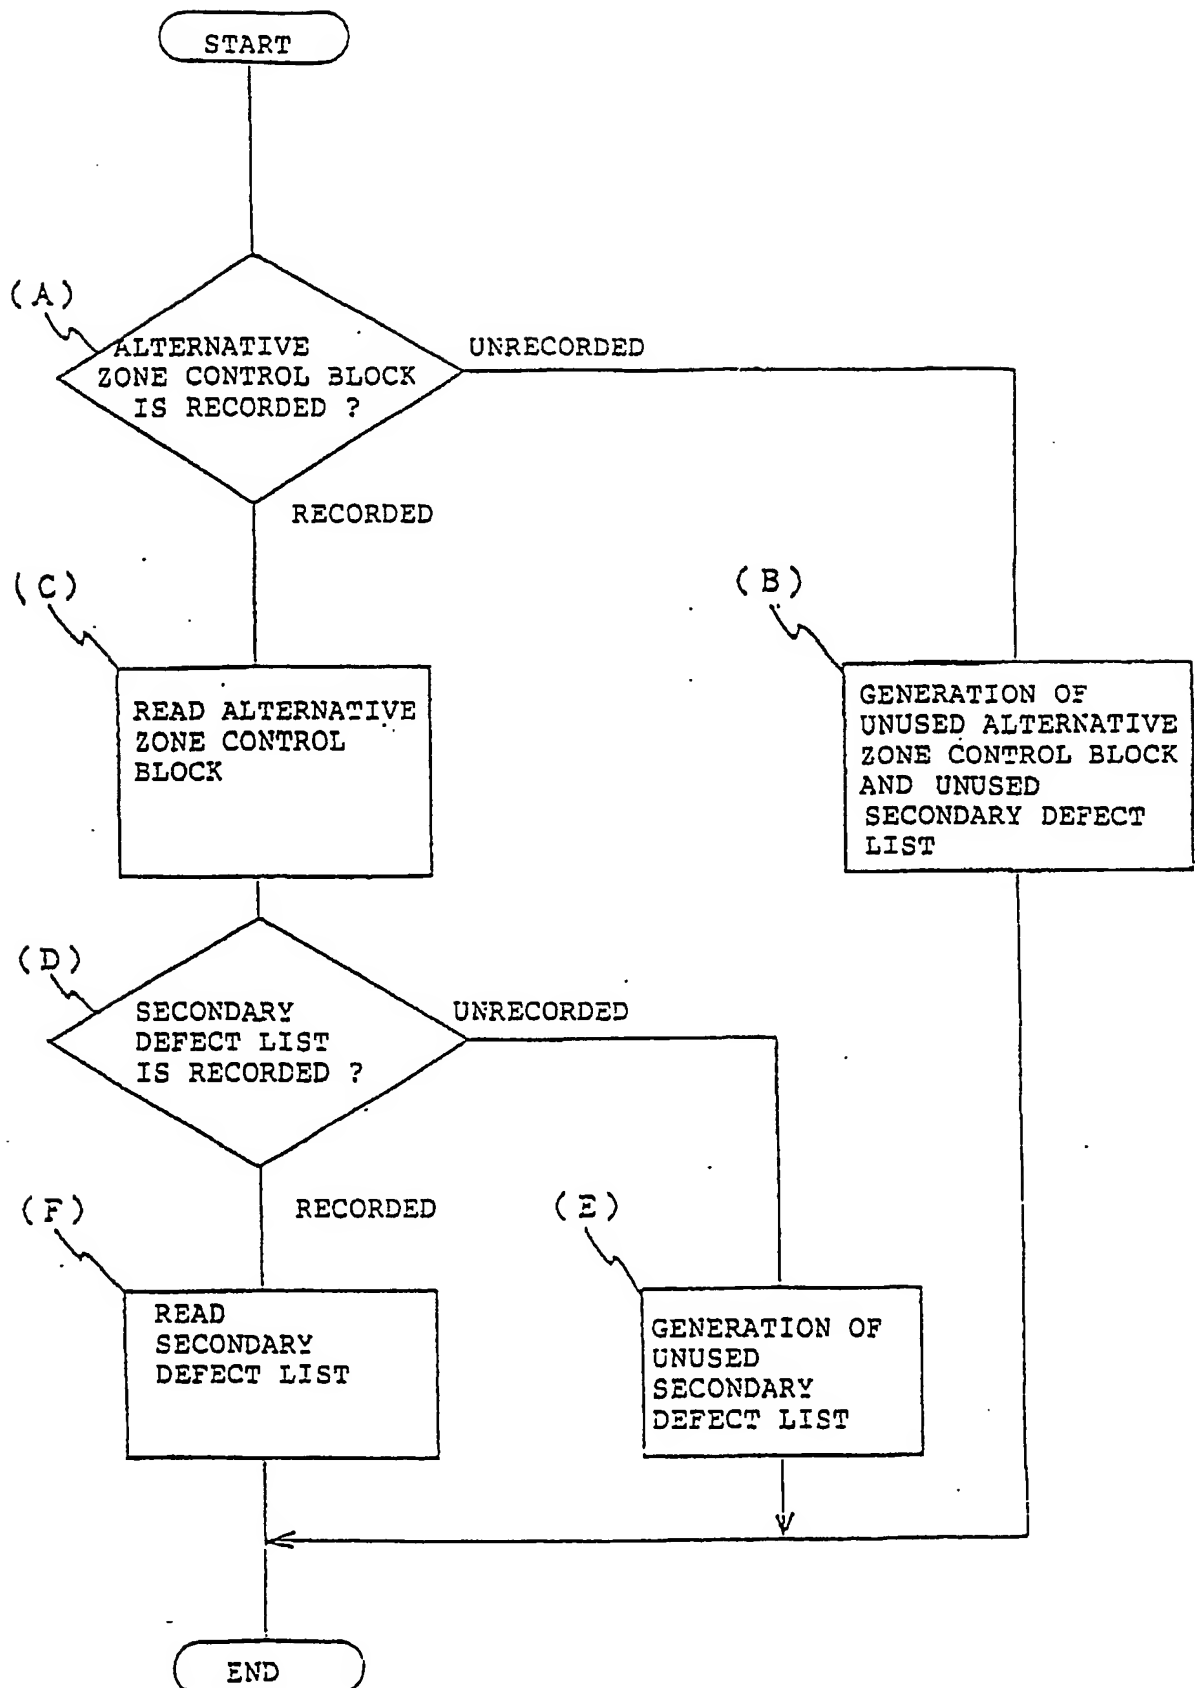 START
(A)
ALTERNATIVE
ZONE CONTROL BLOCK
IS RECORDED ?
UNRECORDED
RECORDED
(C)
READ ALTERNATIVE
ZONE CONTROL
BLOCK
(B)
GENERATION OF
UNUSED ALTERNATIVE
ZONE CONTROL BLOCK
AND UNUSED
SECONDARY DEFECT
LIST
(D)
SECONDARY
DEFECT LIST
IS RECORDED ?
UNRECORDED
RECORDED
(F)
READ
SECONDARY
DEFECT LIST
(E)
GENERATION OF
UNUSED
SECONDARY
DEFECT LIST
END